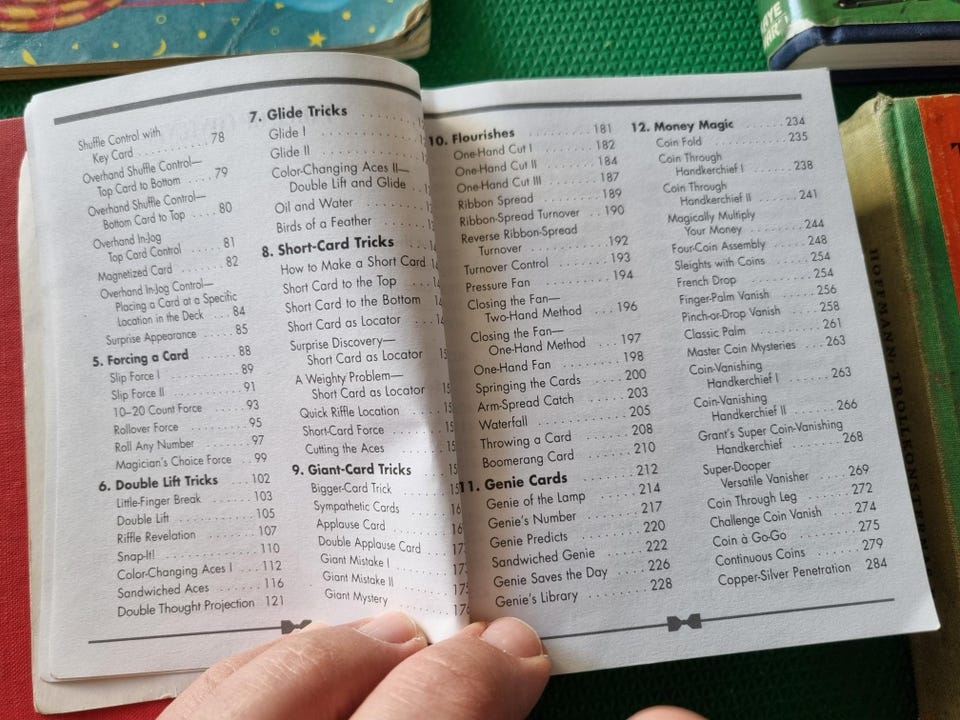 Shuffle Control with
Key Card . . . . . . . . 78
Overhand Shuffle Control—
Top Card to Bottom . . . . . 79
Overhand Shuffle Control—
Bottom Card to Top . . . . . 80
Overhand In-Jog
Top Card Control . . . . . 81
Magnetized Card . . . . . 82
Overhand In-Jog Control—
Placing a Card at a Specific
Location in the Deck . . . 84
Surprise Appearance . . . . . 85
5. Forcing a Card . . . . . 88
Slip Force I . . . . . 89
Slip Force II . . . . . 91
10–20 Count Force . . . . . 93
Rollover Force . . . . . 95
Roll Any Number . . . . . 97
Magician's Choice Force . . . 99
6. Double Lift Tricks . . . . . 102
Little-Finger Break . . . . . 103
Double Lift . . . . . 105
Riffle Revelation . . . . . 107
Snap-It! . . . . . 110
Color-Changing Aces I . . . . 112
Sandwiched Aces . . . . . 116
Double Thought Projection 121
7. Glide Tricks
Glide I
Glide II
Color-Changing Aces II—
Double Lift and Glide
Oil and Water
Birds of a Feather
8. Short-Card Tricks
How to Make a Short Card
Short Card to the Top
Short Card to the Bottom
Short Card as Locator
Surprise Discovery—
Short Card as Locator
A Weighty Problem—
Short Card as Locator
Quick Riffle Location
Short-Card Force
Cutting the Aces
9. Giant-Card Tricks
Bigger-Card Trick
Sympathetic Cards
Applause Card
Double Applause Card
Giant Mistake I
Giant Mistake II
Giant Mystery
10. Flourishes . . . . . 181
One-Hand Cut I . . . . . 182
One-Hand Cut II . . . . . 184
One-Hand Cut III . . . . . 187
Ribbon Spread . . . . . 189
Ribbon-Spread Turnover . . . 190
Reverse Ribbon-Spread
Turnover . . . . . 192
Turnover Control . . . . . 193
Pressure Fan . . . . . 194
Closing the Fan—
Two-Hand Method . . . . . 196
Closing the Fan—
One-Hand Method . . . . . 197
One-Hand Fan . . . . . 198
Springing the Cards . . . . . 200
Arm-Spread Catch . . . . . 203
Waterfall . . . . . 205
Throwing a Card . . . . . 208
Boomerang Card . . . . . 210
11. Genie Cards . . . . . 212
Genie of the Lamp . . . . . 214
Genie's Number . . . . . 217
Genie Predicts . . . . . 220
Sandwiched Genie . . . . . 222
Genie Saves the Day . . . . . 226
Genie's Library . . . . . 228
12. Money Magic . . . . . 234
Coin Fold . . . . . 235
Coin Through
Handkerchief I . . . . . 238
Coin Through
Handkerchief II . . . . . 241
Magically Multiply
Your Money . . . . . 244
Four-Coin Assembly . . . . . 248
Sleights with Coins . . . . . 254
French Drop . . . . . 254
Finger-Palm Vanish . . . . . 256
Pinch-or-Drop Vanish . . . . . 258
Classic Palm . . . . . 261
Master Coin Mysteries . . . . 263
Coin-Vanishing
Handkerchief I . . . . . 263
Coin-Vanishing
Handkerchief II . . . . . 266
Grant's Super Coin-Vanishing
Handkerchief . . . . . 268
Super-Dooper
Versatile Vanisher . . . . . 269
Coin Through Leg . . . . . 272
Challenge Coin Vanish . . . . 274
Coin à Go-Go . . . . . 275
Continuous Coins . . . . . 279
Copper-Silver Penetration 284
HOFFMANN